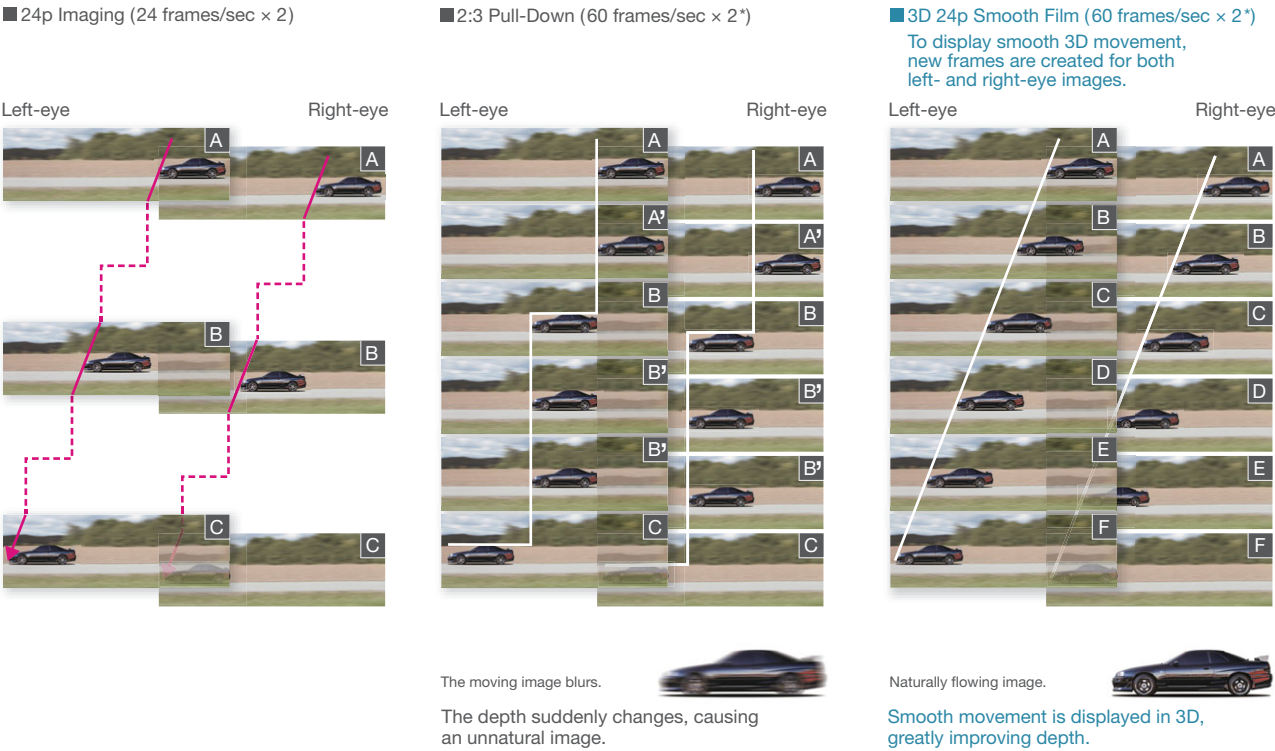 ■24p Imaging (24 frames/sec × 2)
Left-eye
Right-eye
A
A
B
B
C
C
■2:3 Pull-Down (60 frames/sec × 2*)
Left-eye
Right-eye
A
A
A’
A’
B
B
B’
B’
B’
B’
C
C
The moving image blurs.
The depth suddenly changes, causing
an unnatural image.
■3D 24p Smooth Film (60 frames/sec × 2*)
To display smooth 3D movement,
new frames are created for both
left- and right-eye images.
Left-eye
Right-eye
A
A
B
B
C
C
D
D
E
E
F
F
Naturally flowing image.
Smooth movement is displayed in 3D,
greatly improving depth.